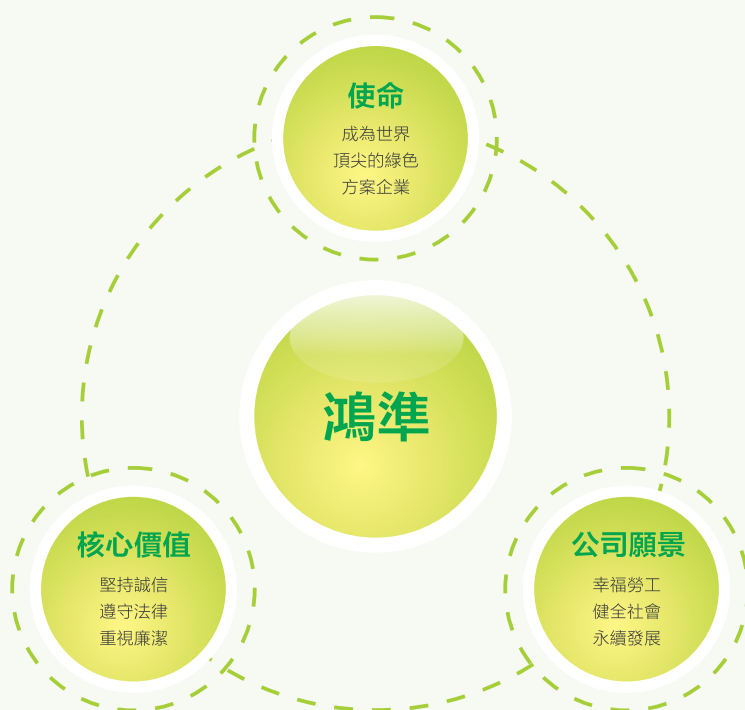 使命
成為世界
頂尖的綠色
方案企業
鴻準
核心價值
堅持誠信
遵守法律
重視廉潔
公司願景
幸福勞工
健全社會
永續發展